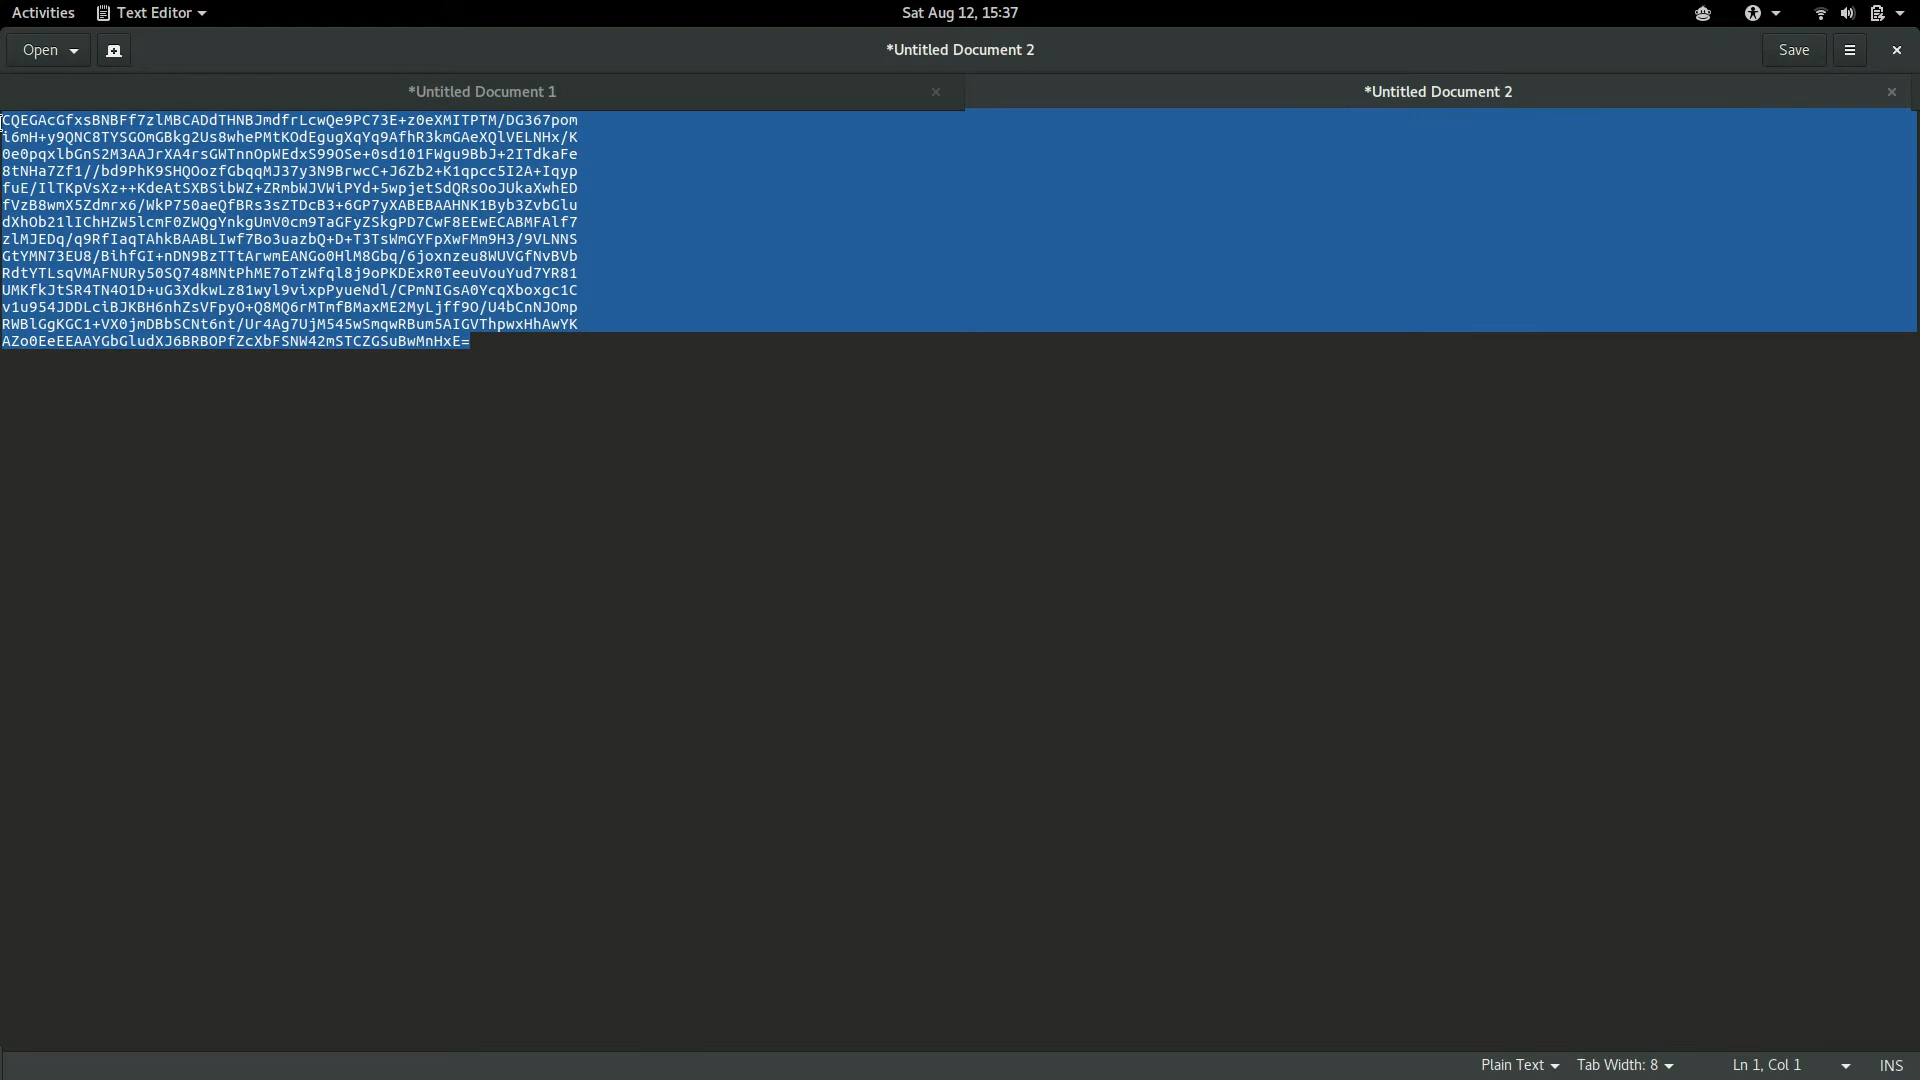 Activities Text Editor Sat Aug 12, 15:37
Open *Untitled Document 2 Save
*Untitled Document 1 *Untitled Document 2
CQEGAcGfxsBNBFf7zlMBCADdTHNBJmdfrLcwQe9PC73E+z0eXMITPTM/DG367pom
i6mH+y9QNC8TYSGOmGBkg2Us8whePMtKOdEgugXqYq9AfhR3kmGAeXQlVELNHx/K
0e0pqxlbGnS2M3AAJrXA4rsGWTnnOpWEdxS99OSe+0sd101FWgu9BbJ+2ITdkaFe
8tNHa7Zf1//bd9PhK9SHQOozfGbqqMJ37y3N9BrwcC+J6Zb2+K1qpcc5I2A+Iqyp
fuE/IlTKpVsXz++KdeAtSXBSibWZ+ZRmbWJVWiPYd+5wpjetSdQRsOoJUkaXwhED
fVzB8wmX5Zdmrx6/WkP750aeQfBRs3sZTDcB3+6GP7yXABEBAAHNK1Byb3ZvbGlu
dXhOb21lIChHZW5lcmF0ZWQgYnkgUmV0cm9TaGFyZSkgPD7CwF8EEwECABMFAlf7
zlMJEDq/q9RfIaqTAhkBAABLIwf7Bo3uazbQ+D+T3TsWmGYFpXwFMm9H3/9VLNNS
GtYMN73EU8/BihfGI+nDN9BzTTtArwmEANGo0HlM8Gbq/6joxnzeu8WUVGfNvBVb
RdtYTLsqVMAFNURy50SQ748MNtPhME7oTzWfql8j9oPKDExR0TeeuVouYud7YR81
UMKfkJtSR4TN4O1D+uG3XdkwLz81wyl9vixpPyueNdl/CPmNIGsA0YcqXboxgc1C
v1u954JDDLciBJKBH6nhZsVFpyO+Q8MQ6rMTmfBMaxME2MyLjff9O/U4bCnNJOmp
RWBlGgKGC1+VX0jmDBbSCNt6nt/Ur4Ag7UjM545wSmqwRBum5AIGVThpwxHhAwYK
AZo0EeEEAAYGbGludXJ6BRBOPfZcXbFSNW42mSTCZGSuBwMnHxE=
Plain Text Tab Width: 8 Ln 1, Col 1 INS